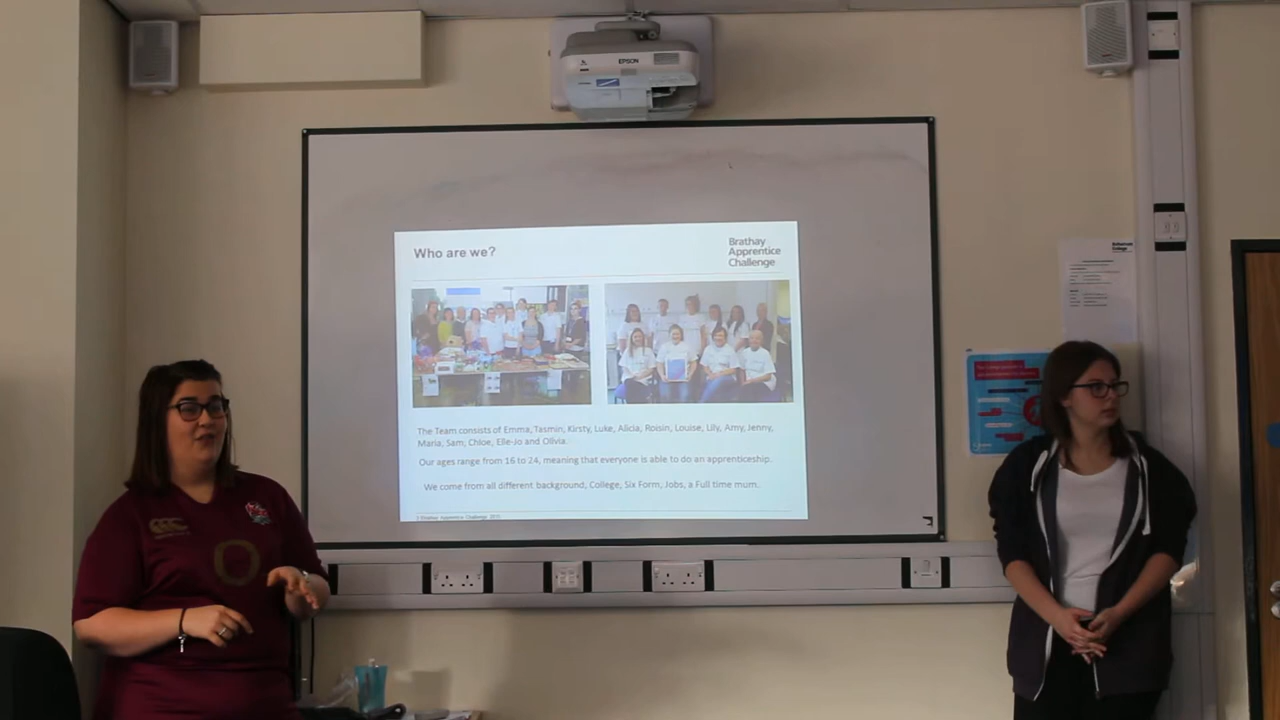 EPSON
Who are we?
Brathay
Apprentice
Challenge
The Team consists of Emma, Tasmin, Kirsty, Luke, Alicia, Roisin, Louise, Lily, Amy, Jenny,
Maria, Sam, Chloe, Elle-Jo and Olivia.
Our ages range from 16 to 24, meaning that everyone is able to do an apprenticeship.
We come from all different background, College, Six Form, Jobs, a Full time mum.
© Brathay Apprentice Challenge